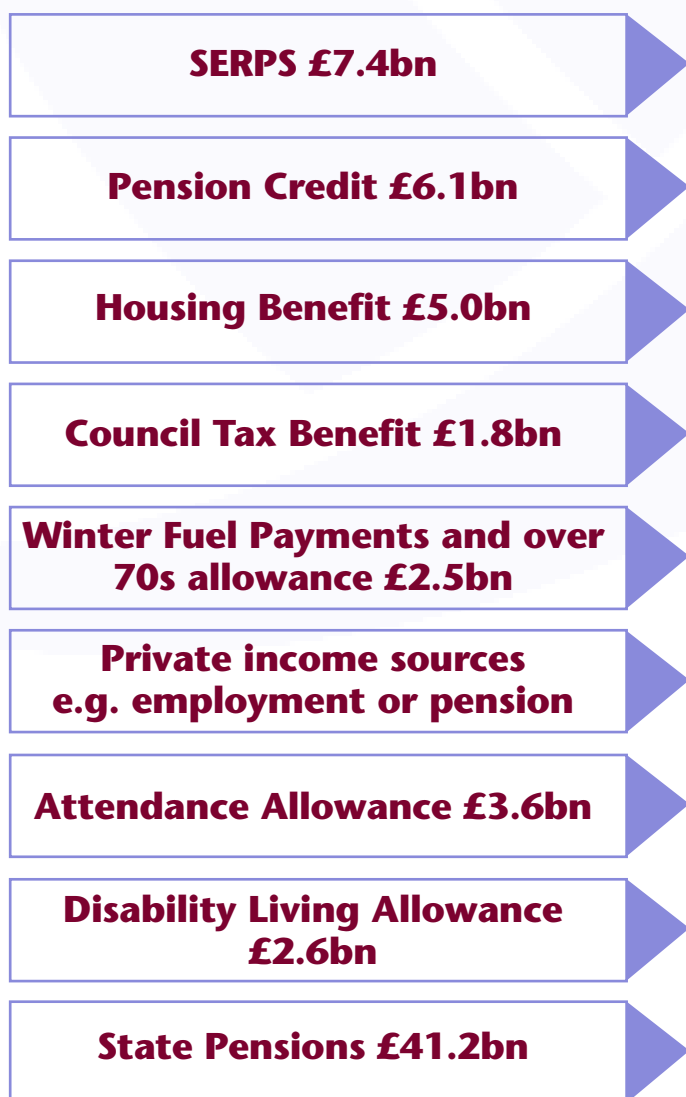 SERPS £7.4bn
Pension Credit £6.1bn
Housing Benefit £5.0bn
Council Tax Benefit £1.8bn
Winter Fuel Payments and over
70s allowance £2.5bn
Private income sources
e.g. employment or pension
Attendance Allowance £3.6bn
Disability Living Allowance
£2.6bn
State Pensions £41.2bn